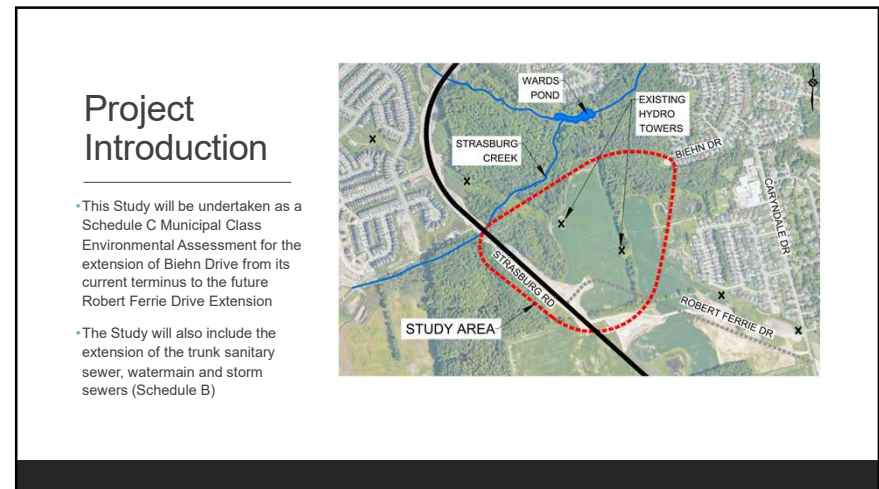 Project
Introduction
•This Study will be undertaken as a
Schedule C Municipal Class
Environmental Assessment for the
extension of Biehn Drive from its
current terminus to the future
Robert Ferrie Drive Extension
•The Study will also include the
extension of the trunk sanitary
sewer, watermain and storm
sewers (Schedule B)
WARDS
POND
EXISTING
HYDRO
TOWERS
STRASBURG
CREEK
BIEHN DR
CARYNDALE DR
STRASBURG RD
ROBERT FERRIE DR
STUDY AREA
X
X
X
X
X
X